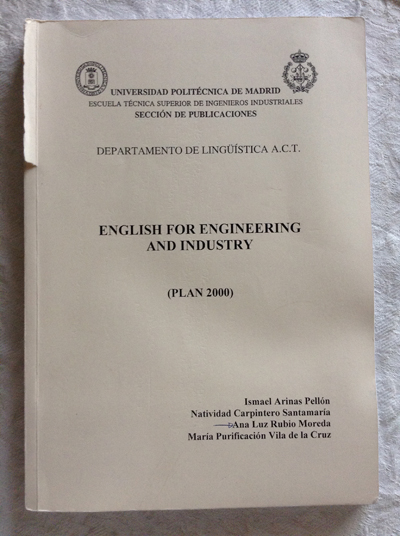 UNIVERSIDAD POLITÉCNICA DE MADRID
ESCUELA TÉCNICA SUPERIOR DE INGENIEROS INDUSTRIALES
SECCIÓN DE PUBLICACIONES
DEPARTAMENTO DE LINGÜÍSTICA A.C.T.
ENGLISH FOR ENGINEERING
AND INDUSTRY
(PLAN 2000)
Ismael Arinas Pellón
Natividad Carpintero Santamaría
Ana Luz Rubio Moreda
María Purificación Vila de la Cruz